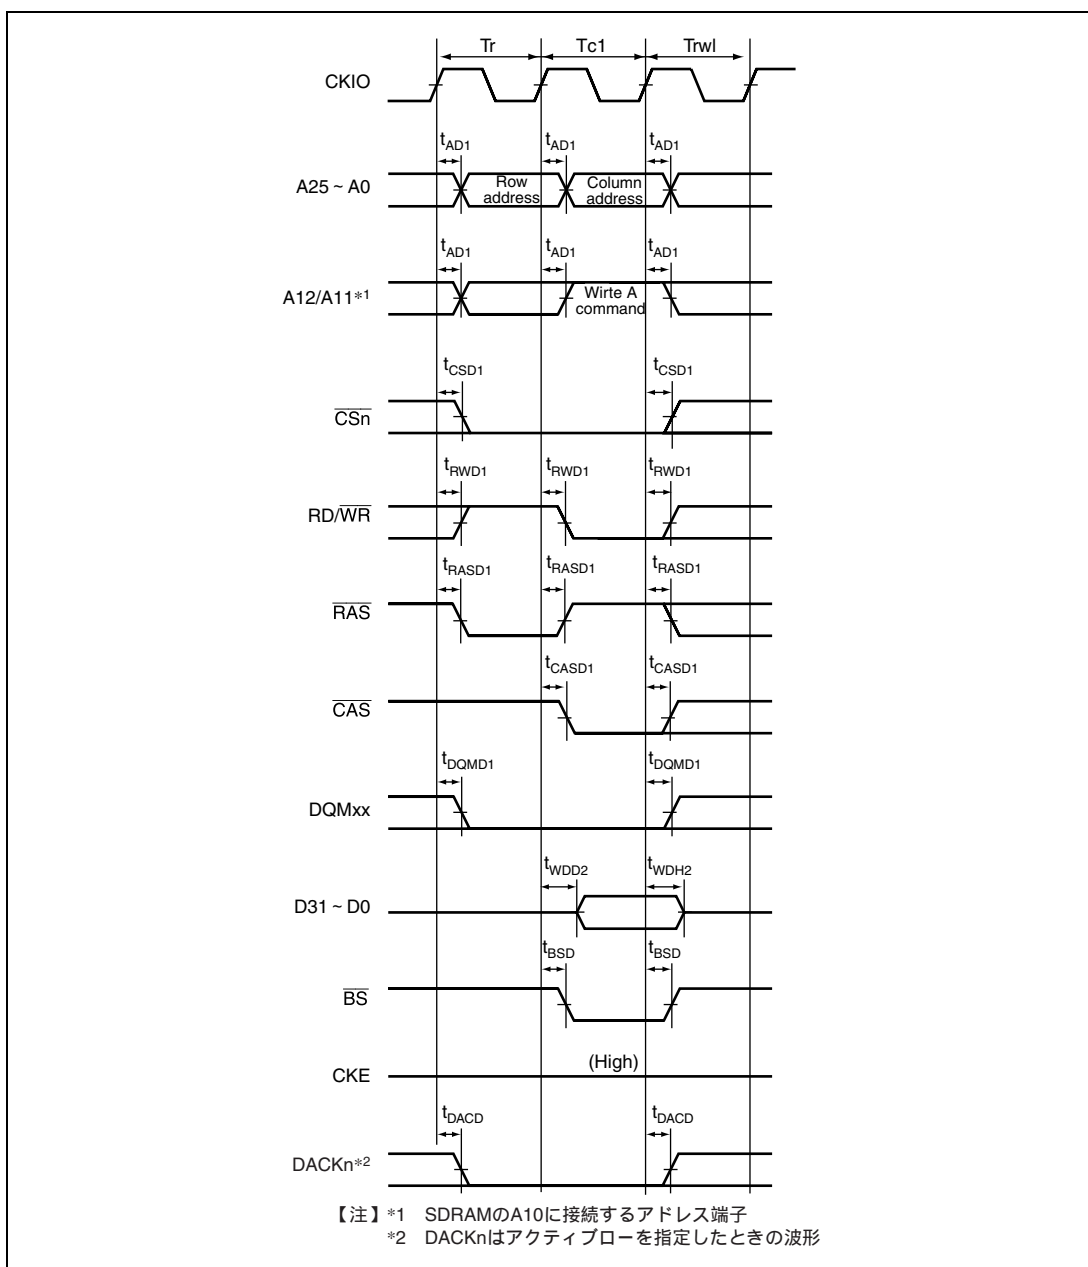 Tr Tc1 Trwl
CKIO
tAD1 tAD1 tAD1
A25 ~ A0 Row address Column address
tAD1 tAD1 tAD1
A12/A11*1 Wirte A command
tCSD1 tCSD1
CSn
tRWD1 tRWD1 tRWD1
RD/WR
tRASD1 tRASD1 tRASD1
RAS
tCASD1 tCASD1
CAS
tDQMD1 tDQMD1
DQMxx
tWDD2 tWDH2
D31 ~ D0
tBSD tBSD
BS
(High)
CKE
tDACD tDACD
DACKn*2
【注】*1 SDRAMのA10に接続するアドレス端子
*2 DACKnはアクティブローを指定したときの波形